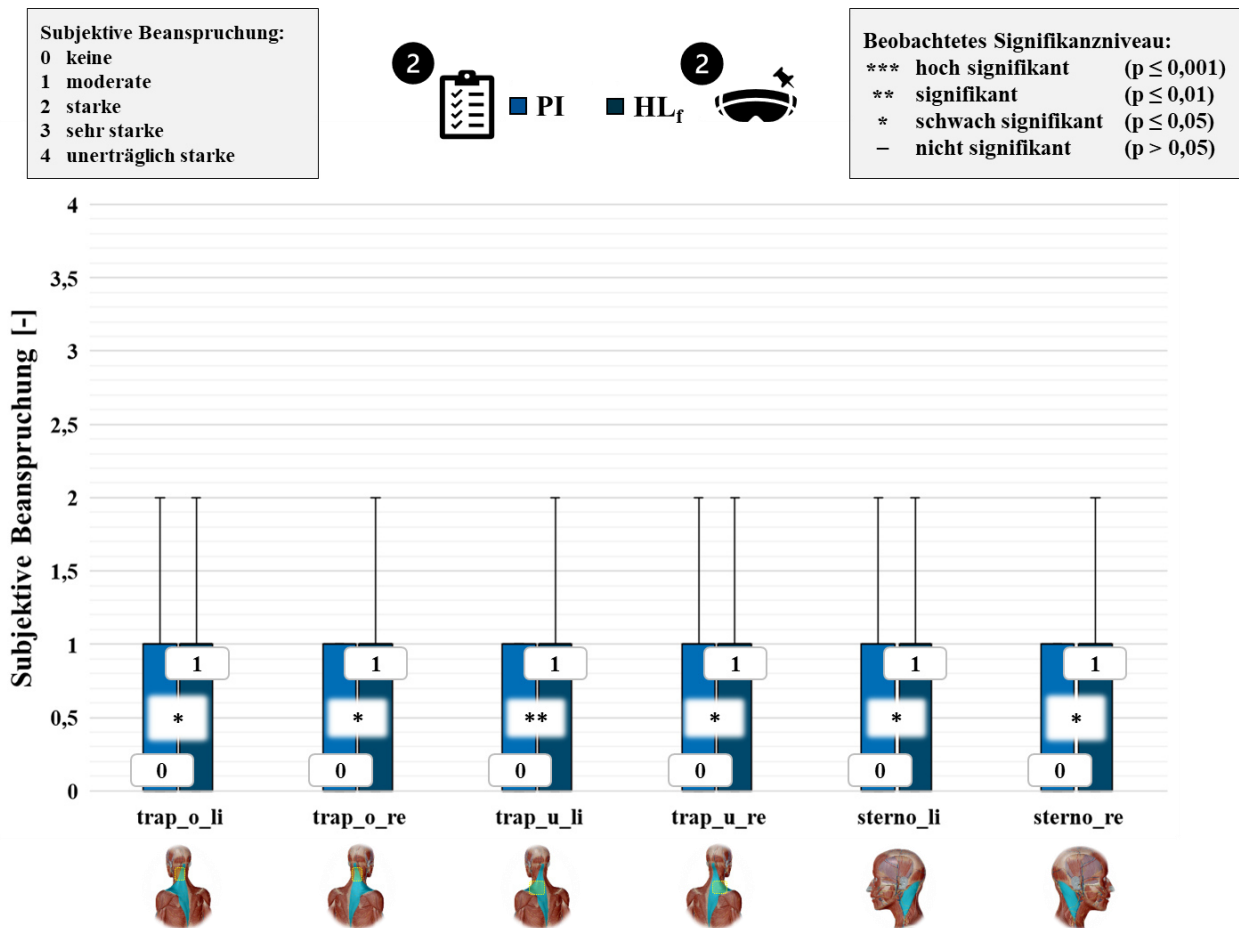 Subjektive Beanspruchung:
0 keine
1 moderate
2 starke
3 sehr starke
4 unerträglich starke
2
PI
2
HLf
Beobachtetes Signifikanzniveau:
*** hoch signifikant (p ≤ 0,001)
** signifikant (p ≤ 0,01)
* schwach signifikant (p ≤ 0,05)
– nicht signifikant (p > 0,05)
Subjektive Beanspruchung [-]
4
3,5
3
2,5
2
1,5
1
0,5
0
1 1 1 1 1 1
* * ** * * *
0 0 0 0 0 0
trap_o_li trap_o_re trap_u_li trap_u_re sterno_li sterno_re